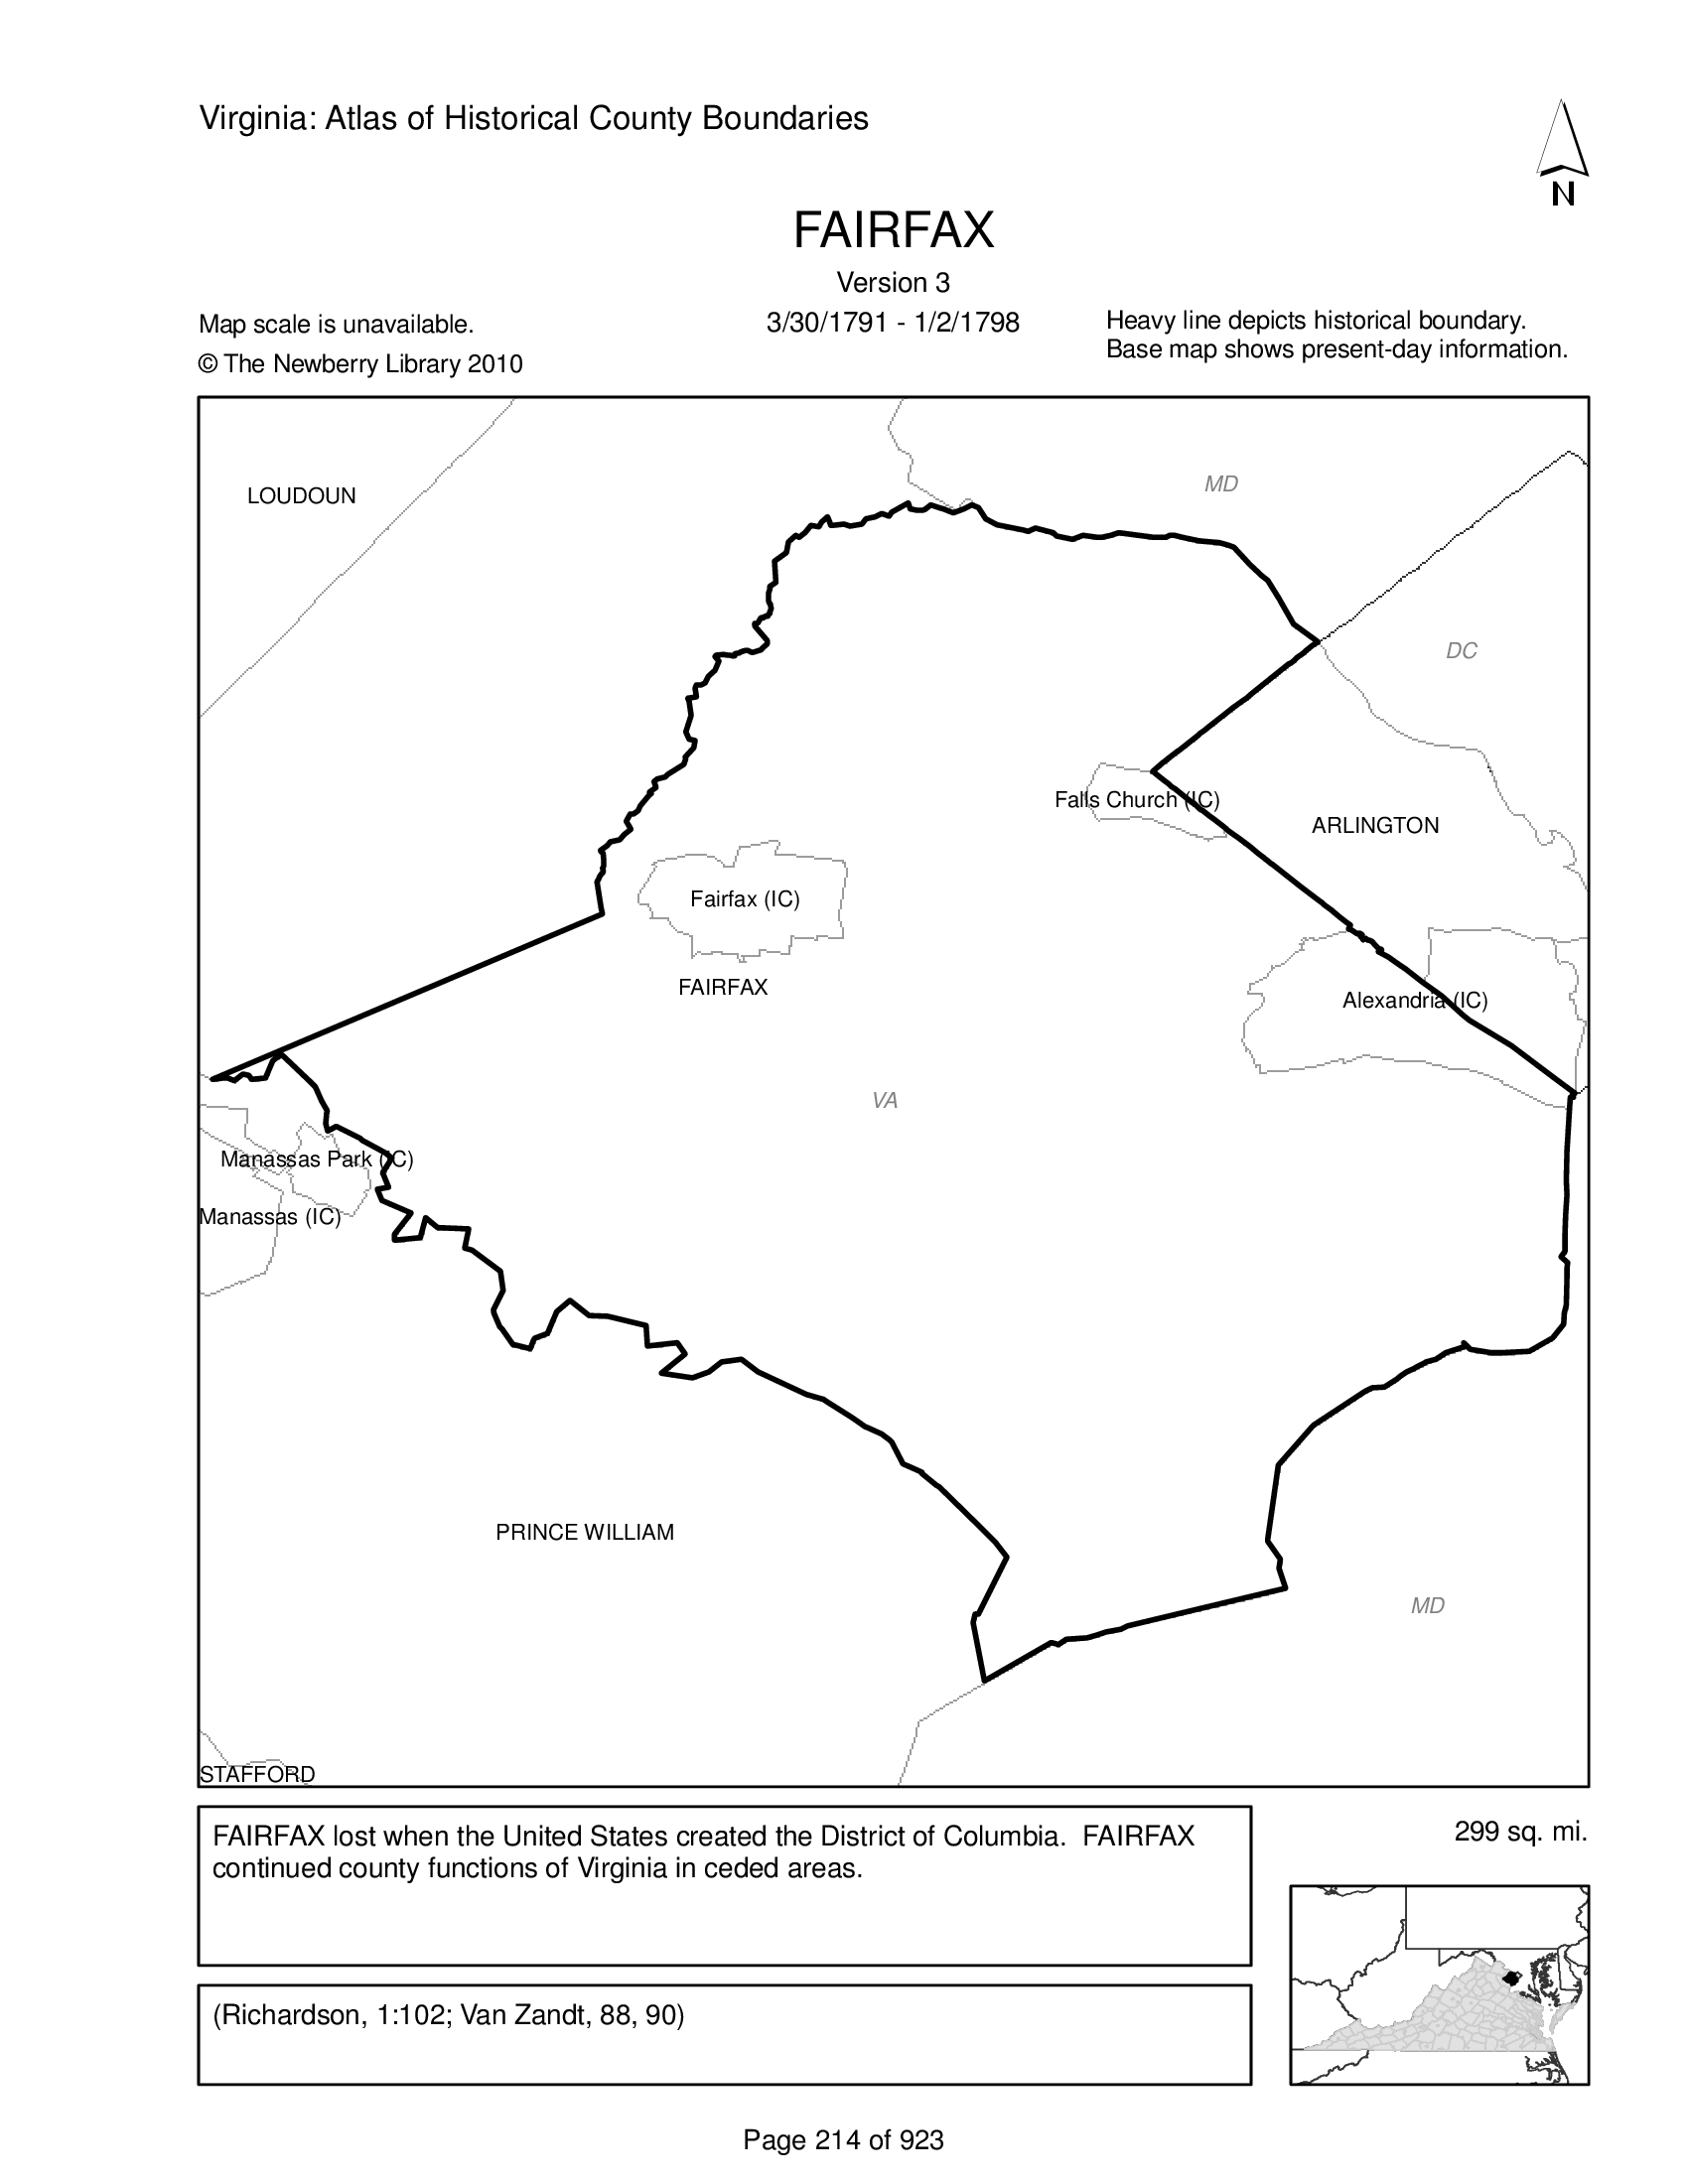 Virginia: Atlas of Historical County Boundaries
N
FAIRFAX
Version 3
3/30/1791 - 1/2/1798
Map scale is unavailable.
© The Newberry Library 2010
Heavy line depicts historical boundary.
Base map shows present-day information.
LOUDOUN
MD
DC
Falls Church (IC)
ARLINGTON
Fairfax (IC)
FAIRFAX
Alexandria (IC)
VA
Manassas Park (IC)
Manassas (IC)
PRINCE WILLIAM
MD
STAFFORD
FAIRFAX lost when the United States created the District of Columbia.  FAIRFAX
continued county functions of Virginia in ceded areas.
299 sq. mi.
(Richardson, 1:102; Van Zandt, 88, 90)
Page 214 of 923